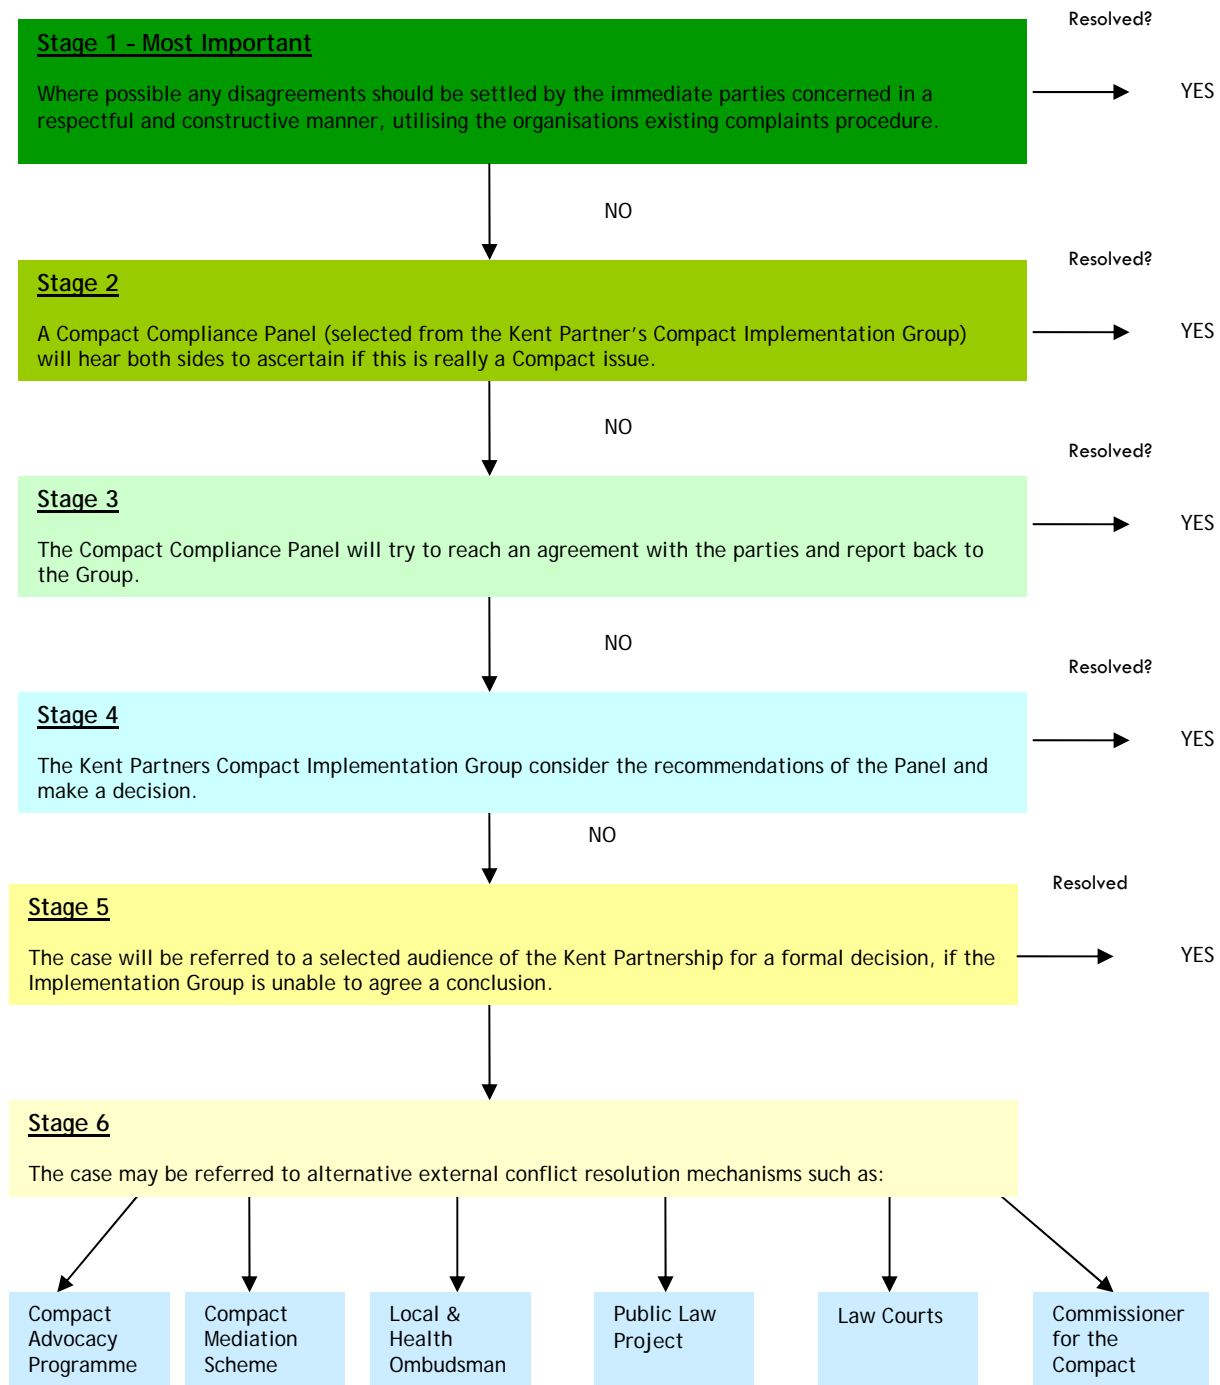 Resolved?
Stage 1 - Most Important
Where possible any disagreements should be settled by the immediate parties concerned in a
respectful and constructive manner, utilising the organisations existing complaints procedure.
YES
NO
Resolved?
Stage 2
A Compact Compliance Panel (selected from the Kent Partner's Compact Implementation Group)
will hear both sides to ascertain if this is really a Compact issue.
YES
NO
Resolved?
Stage 3
The Compact Compliance Panel will try to reach an agreement with the parties and report back to
the Group.
YES
NO
Resolved?
Stage 4
The Kent Partners Compact Implementation Group consider the recommendations of the Panel and
make a decision.
YES
NO
Resolved
Stage 5
The case will be referred to a selected audience of the Kent Partnership for a formal decision, if the
Implementation Group is unable to agree a conclusion.
YES
Stage 6
The case may be referred to alternative external conflict resolution mechanisms such as:
Compact
Advocacy
Programme
Compact
Mediation
Scheme
Local &
Health
Ombudsman
Public Law
Project
Law Courts
Commissioner
for the
Compact